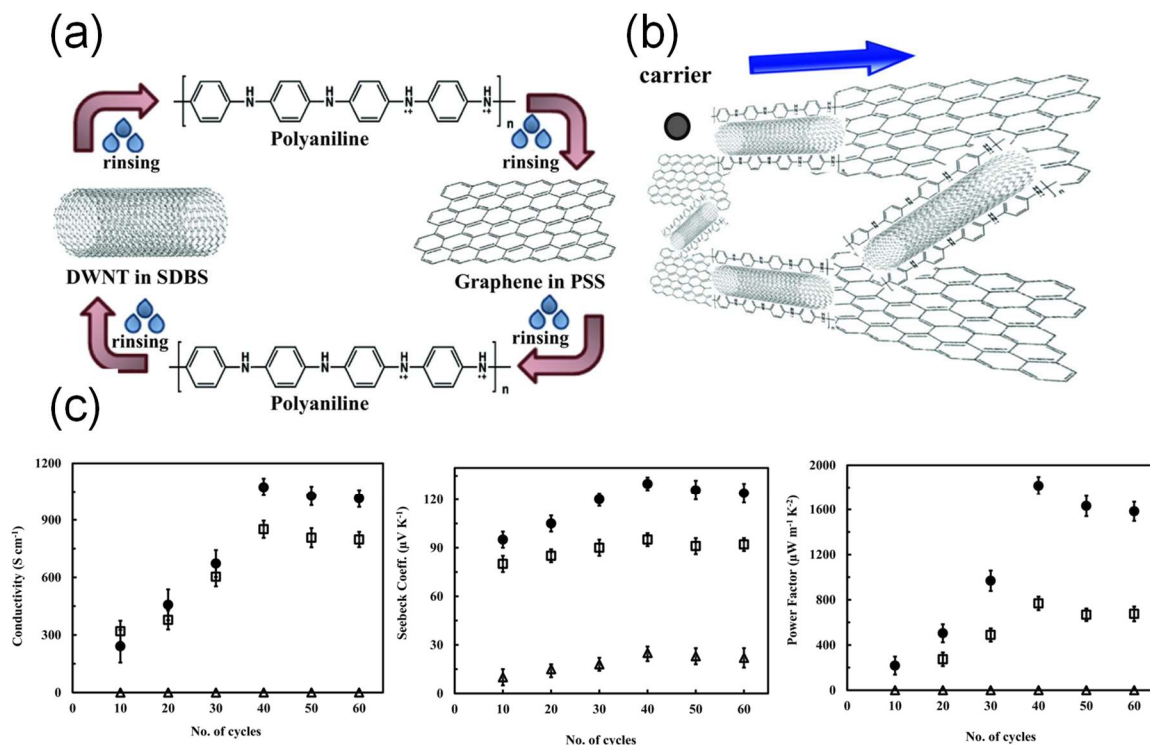 (a)
H
N
H
N
H
N
•+
H
N
•+
n
Polyaniline
rinsing
rinsing
DWNT in SDBS
Graphene in PSS
rinsing
rinsing
H
N
H
N
H
N
•+
H
N
•+
n
Polyaniline
(b)
carrier
(c)
Conductivity (S cm⁻¹)
1200
900
600
300
0
0 10 20 30 40 50 60
No. of cycles
Seebeck Coeff. (µV K⁻¹)
120
90
60
30
0
0 10 20 30 40 50 60
No. of cycles
Power Factor (µW m⁻¹ K⁻²)
2000
1600
1200
800
400
0
0 10 20 30 40 50 60
No. of cycles